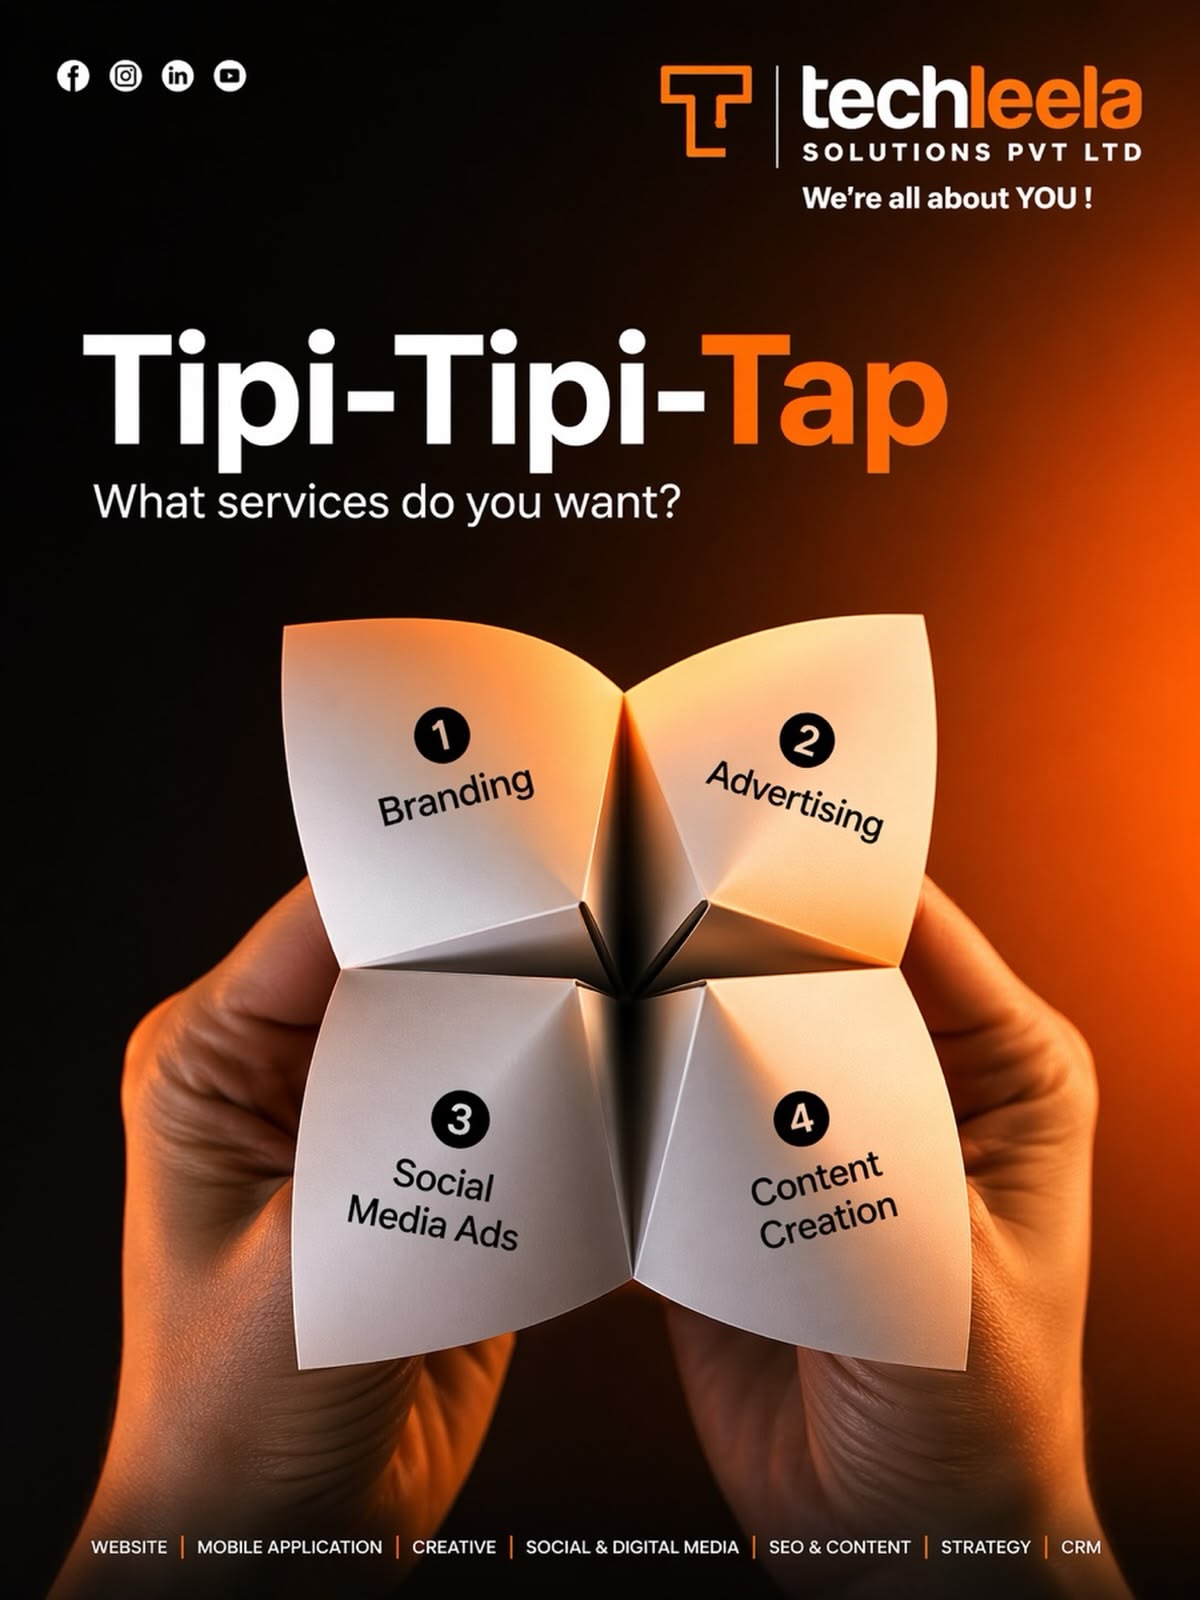 techleela
SOLUTIONS PVT LTD
We're all about YOU !
Tipi-Tipi-Tap
What services do you want?
1
Branding
2
Advertising
3
Social
Media Ads
4
Content
Creation
WEBSITE | MOBILE APPLICATION | CREATIVE | SOCIAL & DIGITAL MEDIA | SEO & CONTENT | STRATEGY | CRM